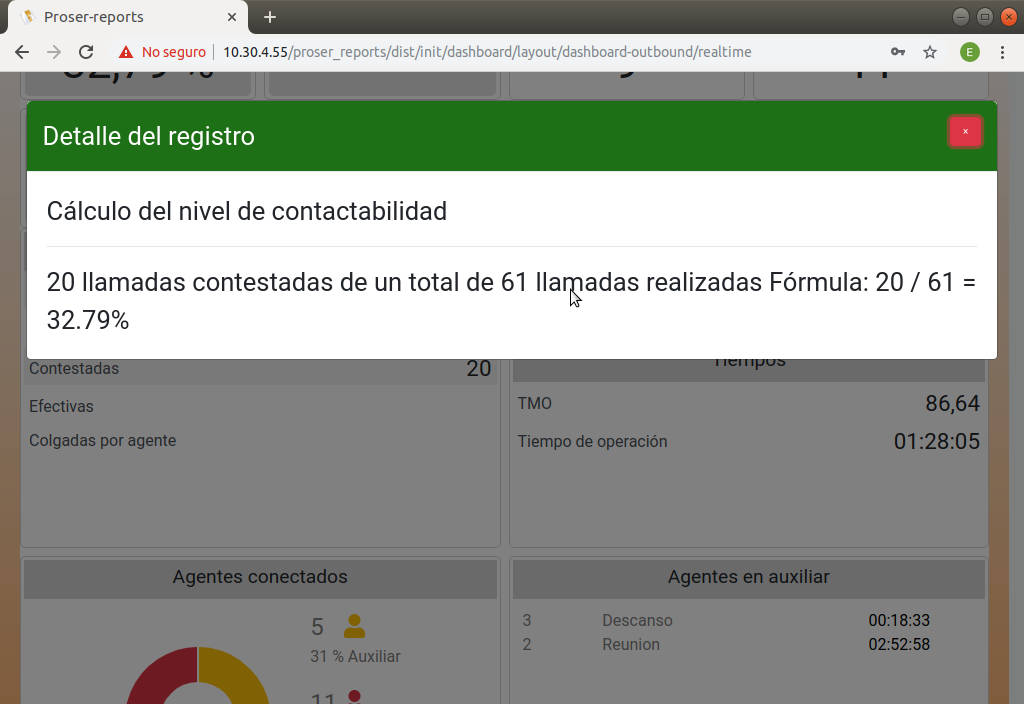 Proser-reports
No seguro
10.30.4.55/proser_reports/dist/init/dashboard/layout/dashboard-outbound/realtime
E
Detalle del registro
×
Cálculo del nivel de contactabilidad
20 llamadas contestadas de un total de 61 llamadas realizadas Fórmula: 20 / 61 =
32.79%
Contestadas 20
Efectivas
Colgadas por agente
Tiempos
TMO 86,64
Tiempo de operación 01:28:05
Agentes conectados
5
31 % Auxiliar
11
Agentes en auxiliar
3 Descanso 00:18:33
2 Reunion 02:52:58